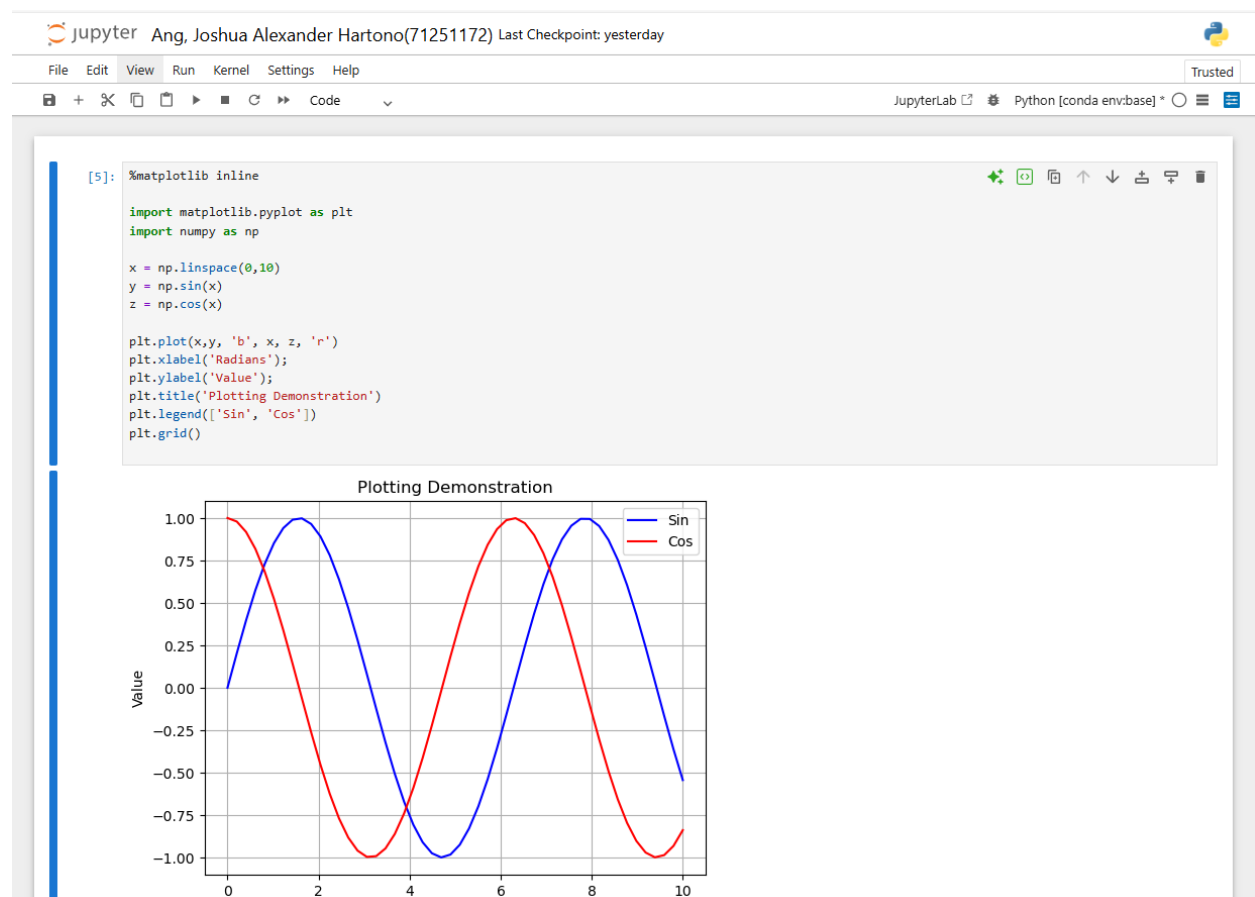 jupyter Ang, Joshua Alexander Hartono(71251172) Last Checkpoint: yesterday
File Edit View Run Kernel Settings Help
Trusted
Code
JupyterLab Python [conda env:base] *
[5]: %matplotlib inline
import matplotlib.pyplot as plt
import numpy as np
x = np.linspace(0,10)
y = np.sin(x)
z = np.cos(x)
plt.plot(x,y, 'b', x, z, 'r')
plt.xlabel('Radians');
plt.ylabel('Value');
plt.title('Plotting Demonstration')
plt.legend(['Sin', 'Cos'])
plt.grid()
Plotting Demonstration
Sin
Cos
1.00
0.75
0.50
0.25
0.00
−0.25
−0.50
−0.75
−1.00
Value
0 2 4 6 8 10